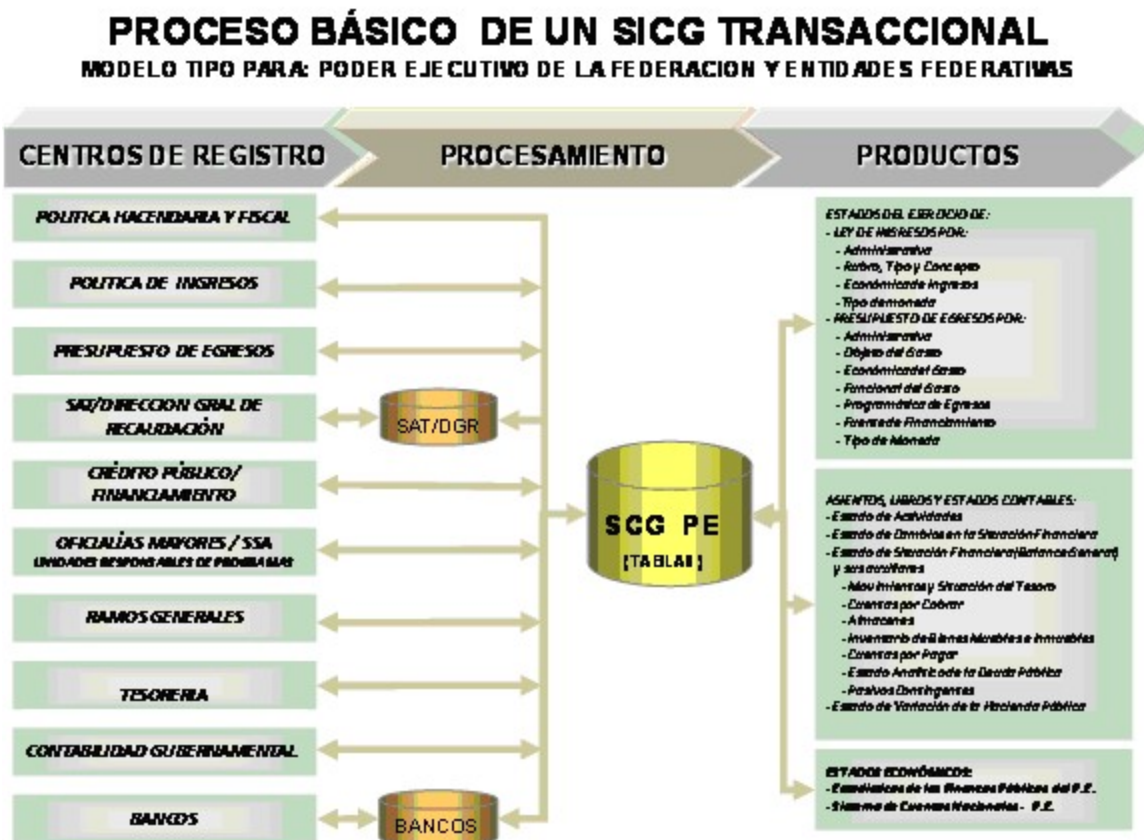 PROCESO BÁSICO DE UN SICG TRANSACCIONAL
MODELO TIPO PARA: PODER EJECUTIVO DE LA FEDERACION Y ENTIDADES FEDERATIVAS
CENTROS DE REGISTRO
PROCESAMIENTO
PRODUCTOS
POLITICA HACENDARIA Y FISCAL
POLITICA DE INGRESOS
PRESUPUESTO DE EGRESOS
SAT/DIRECCION GRAL DE
RECAUDACIÓN
CRÉDITO PÚBLICO/
FINANCIAMIENTO
OFICIALÍAS MAYORES / SSA
UNIDADES RESPONSABLES DE PROGRAMAS
RAMOS GENERALES
TESORERIA
CONTABILIDAD GUBERNAMENTAL
BANCOS
SAT/DGR
BANCOS
SCG PE
(TABLAS)
ESTADOS DEL EJERCICIO DE:
- LEY DE INGRESOS POR:
- Administrativa
- Rubro, Tipo y Concepto
- Económica de Ingresos
- Tipo de moneda
- PRESUPUESTO DE EGRESOS POR:
- Administrativa
- Objeto del Gasto
- Económica del Gasto
- Funcional del Gasto
- Programática de Egresos
- Fuente de Financiamiento
- Tipo de Moneda
ASIENTOS, LIBROS Y ESTADOS CONTABLES:
- Estado de Actividades
- Estado de Cambios en la Situación Financiera
- Estado de Situación Financiera (Balance General)
y sus auxiliares
- Movimientos y Situación del Tesoro
- Cuentas por Cobrar
- Almacenes
- Inventario de Bienes Muebles e Inmuebles
- Cuentas por Pagar
- Estado Analítico de la Deuda Pública
- Pasivos Contingentes
- Estado de Variación de la Hacienda Pública
ESTADOS ECONÓMICOS:
- Estadísticas de las Finanzas Públicas del P.E.
- Sistema de Cuentas Nacionales - P.E.